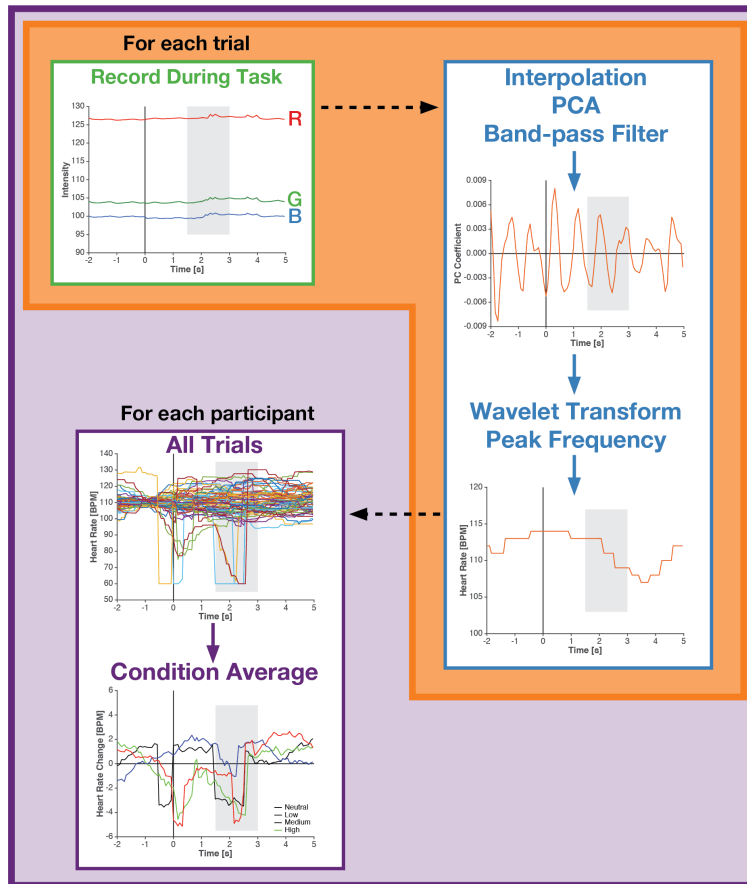 For each trial
Record During Task
130
125
120
115
110
105
100
95
90
Intensity
R
G
B
-2 -1 0 1 2 3 4 5
Time [s]
Interpolation
PCA
Band-pass Filter
0.009
0.006
0.003
0.000
-0.003
-0.006
-0.009
PC Coefficient
-2 -1 0 1 2 3 4 5
Time [s]
Wavelet Transform
Peak Frequency
120
115
110
105
100
Heart Rate [BPM]
-2 -1 0 1 2 3 4 5
Time [s]
For each participant
All Trials
140
130
120
110
100
90
80
70
60
50
Heart Rate [BPM]
-2 -1 0 1 2 3 4 5
Time [s]
Condition Average
6
4
2
0
-2
-4
-6
Heart Rate Change [BPM]
Neutral
Low
Medium
High
-2 -1 0 1 2 3 4 5
Time [s]